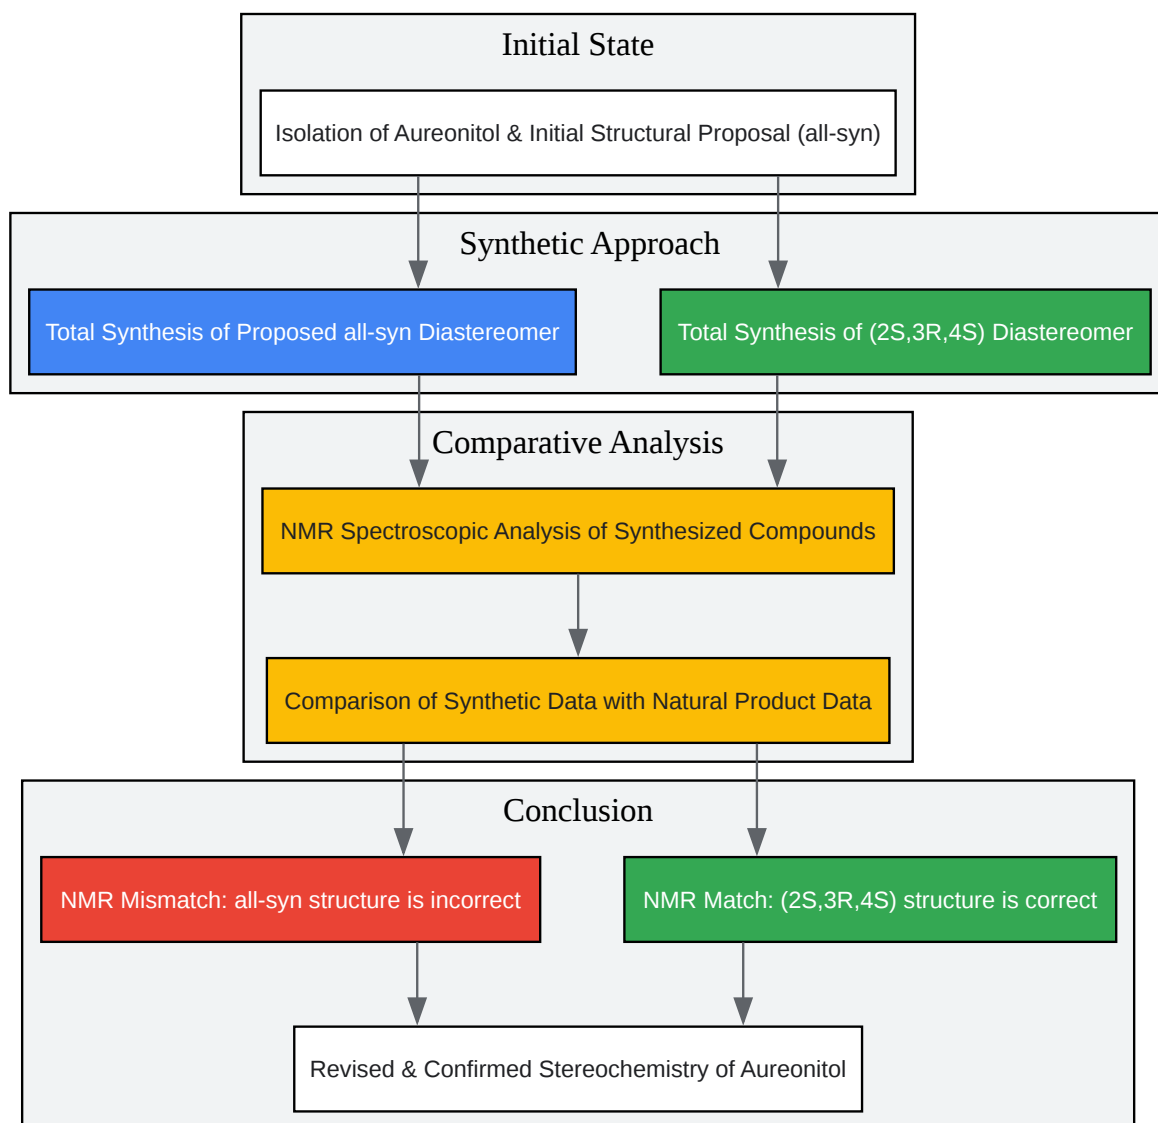 Initial State
Isolation of Aureonitol & Initial Structural Proposal (all-syn)
Synthetic Approach
Total Synthesis of Proposed all-syn Diastereomer
Total Synthesis of (2S,3R,4S) Diastereomer
Comparative Analysis
NMR Spectroscopic Analysis of Synthesized Compounds
Comparison of Synthetic Data with Natural Product Data
Conclusion
NMR Mismatch: all-syn structure is incorrect
NMR Match: (2S,3R,4S) structure is correct
Revised & Confirmed Stereochemistry of Aureonitol